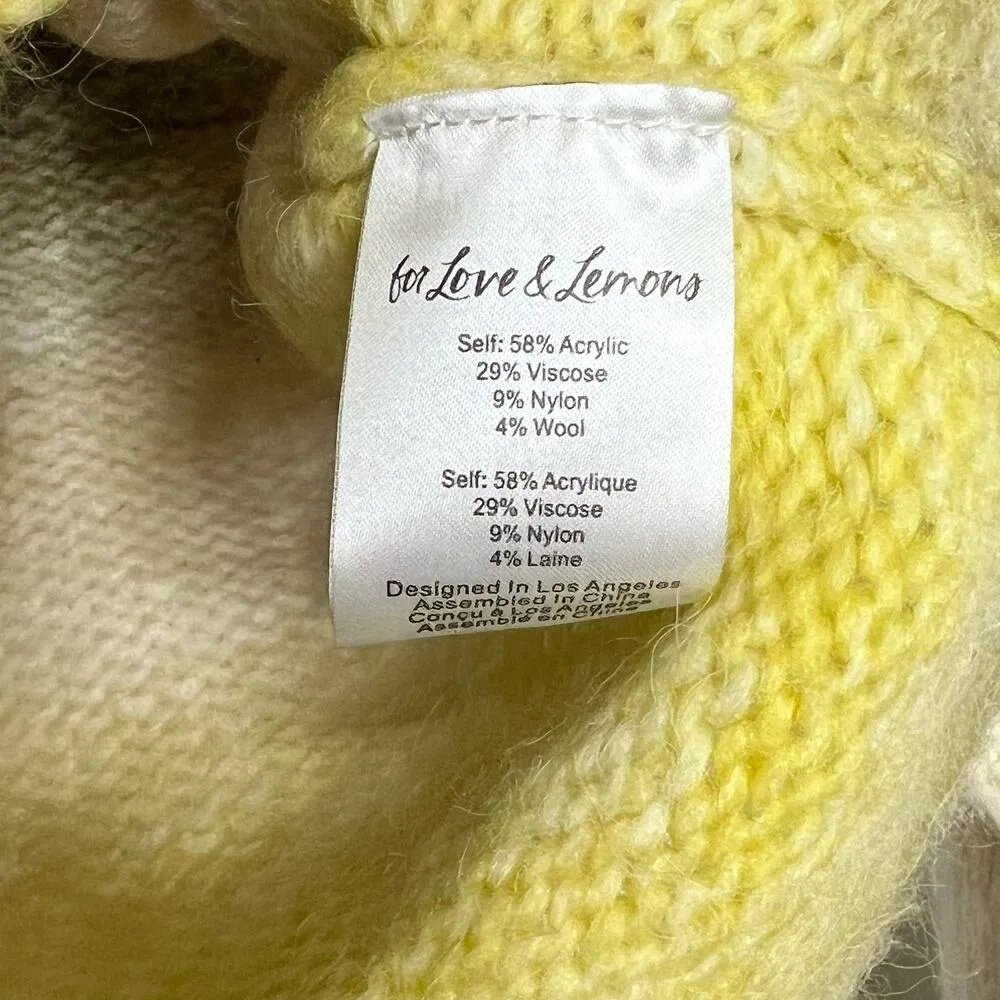 for Love & Lemons
Self: 58% Acrylic
29% Viscose
9% Nylon
4% Wool
Self: 58% Acrylique
29% Viscose
9% Nylon
4% Laine
Designed In Los Angeles
Assembled In China
Conçu à Los Angeles
Assemblé en Chine